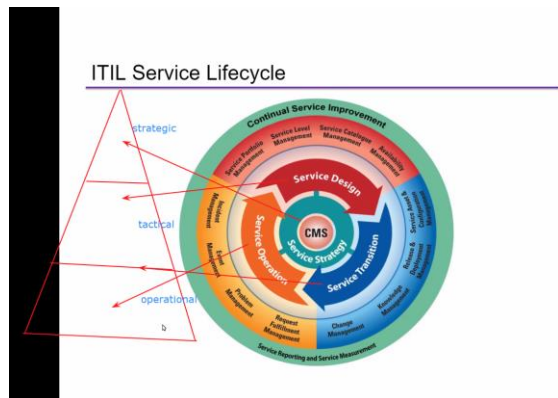 ITIL Service Lifecycle
strategic
tactical
operational
Continual Service Improvement
Service Portfolio
Management
Service Level
Management
Service Catalogue
Management
Availability
Management
Service Asset &
Configuration
Management
Release &
Deployment
Management
Knowledge
Management
Change
Management
Request
Fulfillment
Management
Problem
Management
Event
Management
Incident
Management
Service Design
Service Transition
Service Operation
Service Strategy
CMS
Service Reporting and Service Measurement